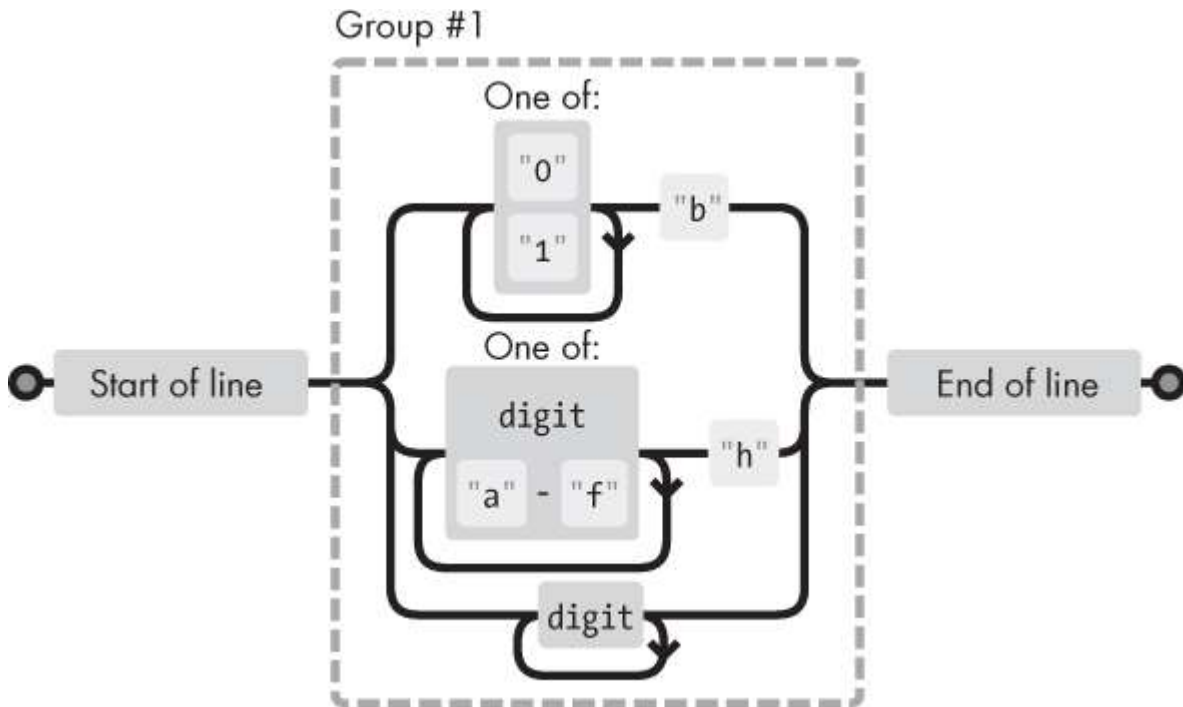 Group #1
One of:
"0"
"1"
"b"
Start of line
One of:
digit
"a" - "f"
"h"
digit
End of line